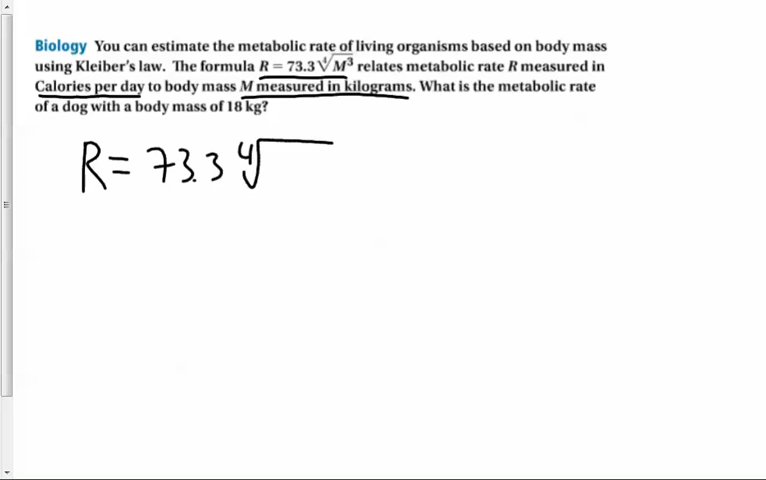 Biology You can estimate the metabolic rate of living organisms based on body mass
using Kleiber's law. The formula R = 73.3∜M³ relates metabolic rate R measured in
Calories per day to body mass M measured in kilograms. What is the metabolic rate
of a dog with a body mass of 18 kg?
R = 73.3 ∜